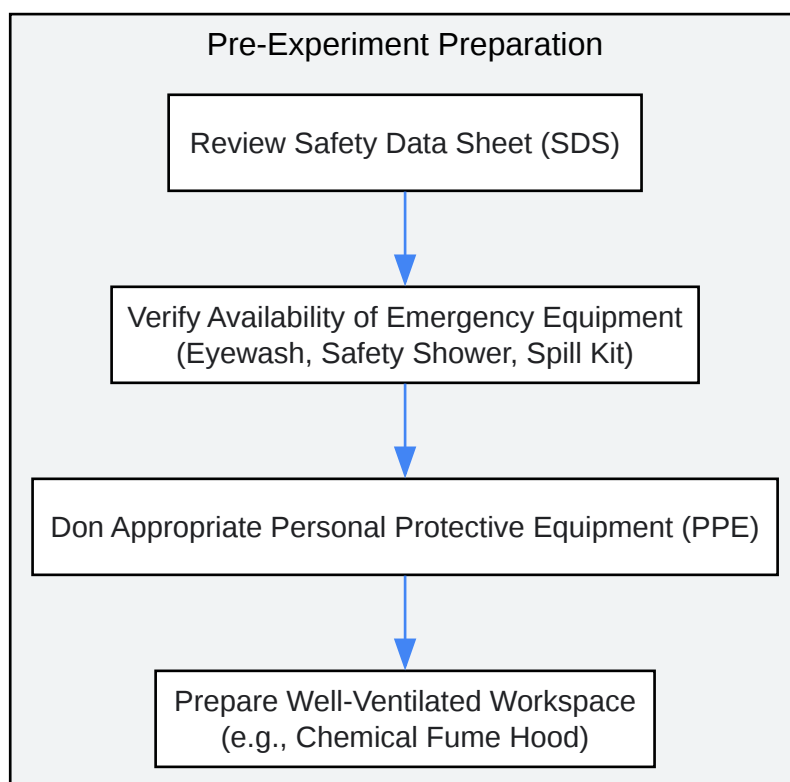 Pre-Experiment Preparation
Review Safety Data Sheet (SDS)
Verify Availability of Emergency Equipment
(Eyewash, Safety Shower, Spill Kit)
Don Appropriate Personal Protective Equipment (PPE)
Prepare Well-Ventilated Workspace
(e.g., Chemical Fume Hood)